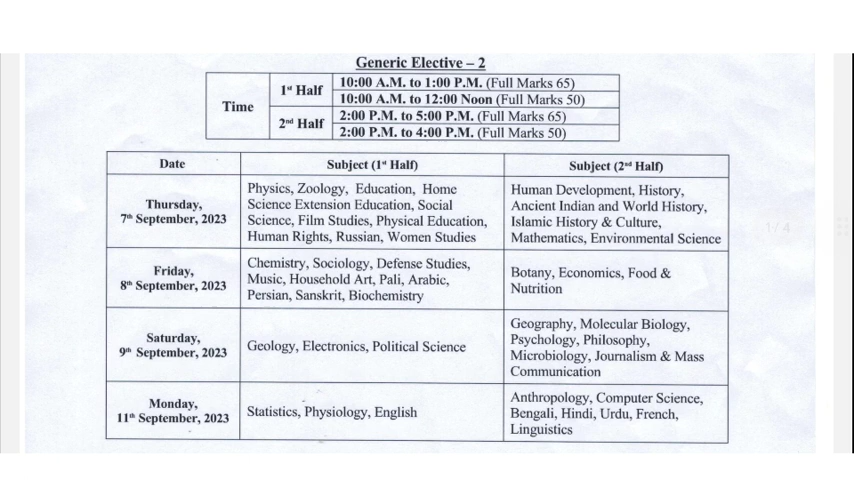 Generic Elective – 2
Time
1st Half
10:00 A.M. to 1:00 P.M. (Full Marks 65)
10:00 A.M. to 12:00 Noon (Full Marks 50)
2nd Half
2:00 P.M. to 5:00 P.M. (Full Marks 65)
2:00 P.M. to 4:00 P.M. (Full Marks 50)
Date
Subject (1st Half)
Subject (2nd Half)
Thursday,
7th September, 2023
Physics, Zoology, Education, Home
Science Extension Education, Social
Science, Film Studies, Physical Education,
Human Rights, Russian, Women Studies
Human Development, History,
Ancient Indian and World History,
Islamic History & Culture,
Mathematics, Environmental Science
Friday,
8th September, 2023
Chemistry, Sociology, Defense Studies,
Music, Household Art, Pali, Arabic,
Persian, Sanskrit, Biochemistry
Botany, Economics, Food &
Nutrition
Saturday,
9th September, 2023
Geology, Electronics, Political Science
Geography, Molecular Biology,
Psychology, Philosophy,
Microbiology, Journalism & Mass
Communication
Monday,
11th September, 2023
Statistics, Physiology, English
Anthropology, Computer Science,
Bengali, Hindi, Urdu, French,
Linguistics
1/4